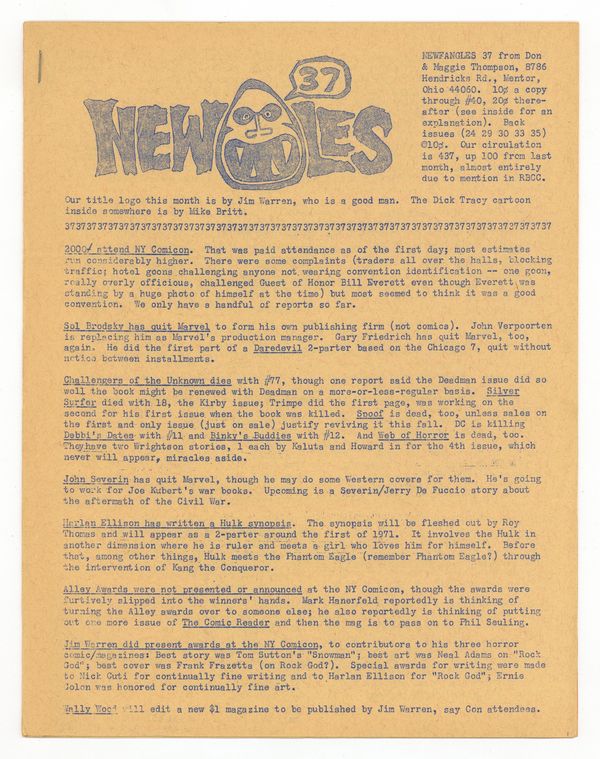 37
NEWFANGLES
NEWFANGLES 37 from Don
& Maggie Thompson, 8786
Hendricks Rd., Mentor,
Ohio 44060. 10¢ a copy
through #40, 20¢ there-
after (see inside for an
explanation). Back
issues (24 29 30 33 35)
@10¢. Our circulation
is 437, up 100 from last
month, almost entirely
due to mention in RBCC.
Our title logo this month is by Jim Warren, who is a good man. The Dick Tracy cartoon
inside somewhere is by Mike Britt.
3737373737373737373737373737373737373737373737373737373737373737373737373737373737373737
2000/ attend NY Comicon. That was paid attendance as of the first day; most estimates
run considerably higher. There were some complaints (traders all over the halls, blocking
traffic; hotel goons challenging anyone not wearing convention identification -- one goon,
really overly officious, challenged Guest of Honor Bill Everett even though Everett was
standing by a huge photo of himself at the time) but most seemed to think it was a good
convention. We only have a handful of reports so far.
Sol Brodsky has quit Marvel to form his own publishing firm (not comics). John Verpoorten
is replacing him as Marvel's production manager. Gary Friedrich has quit Marvel, too,
again. He did the first part of a Daredevil 2-parter based on the Chicago 7, quit without
notice between installments.
Challengers of the Unknown dies with #77, though one report said the Deadman issue did so
well the book might be renewed with Deadman on a more-or-less-regular basis. Silver
Surfer died with 18, the Kirby issue; Trimpe did the first page, was working on the
second for his first issue when the book was killed. Spoof is dead, too, unless sales on
the first and only issue (just on sale) justify reviving it this fall. DC is killing
Debbi's Dates with #11 and Binky's Buddies with #12. And Web of Horror is dead, too.
They have two Wrightson stories, 1 each by Kaluta and Howard in for the 4th issue, which
never will appear, miracles aside.
John Severin has quit Marvel, though he may do some Western covers for them. He's going
to work for Joe Kubert's war books. Upcoming is a Severin/Jerry De Fuccio story about
the aftermath of the Civil War.
Harlan Ellison has written a Hulk synopsis. The synopsis will be fleshed out by Roy
Thomas and will appear as a 2-parter around the first of 1971. It involves the Hulk in
another dimension where he is ruler and meets a girl who loves him for himself. Before
that, among other things, Hulk meets the Phantom Eagle (remember Phantom Eagle?) through
the intervention of Kang the Conqueror.
Alley Awards were not presented or announced at the NY Comicon, though the awards were
furtively slipped into the winners' hands. Mark Hanerfeld reportedly is thinking of
turning the Alley awards over to someone else; he also reportedly is thinking of putting
out one more issue of The Comic Reader and then the mag is to pass on to Phil Seuling.
Jim Warren did present awards at the NY Comicon, to contributors to his three horror
comic/magazines: Best story was Tom Sutton's "Snowman"; best art was Neal Adams on "Rock
God"; best cover was Frank Frazetta (on Rock God?). Special awards for writing were made
to Nick Cuti for continually fine writing and to Harlan Ellison for "Rock God"; Ernie
Colon was honored for continually fine art.
Wally Wood will edit a new $1 magazine to be published by Jim Warren, say Con attendees.